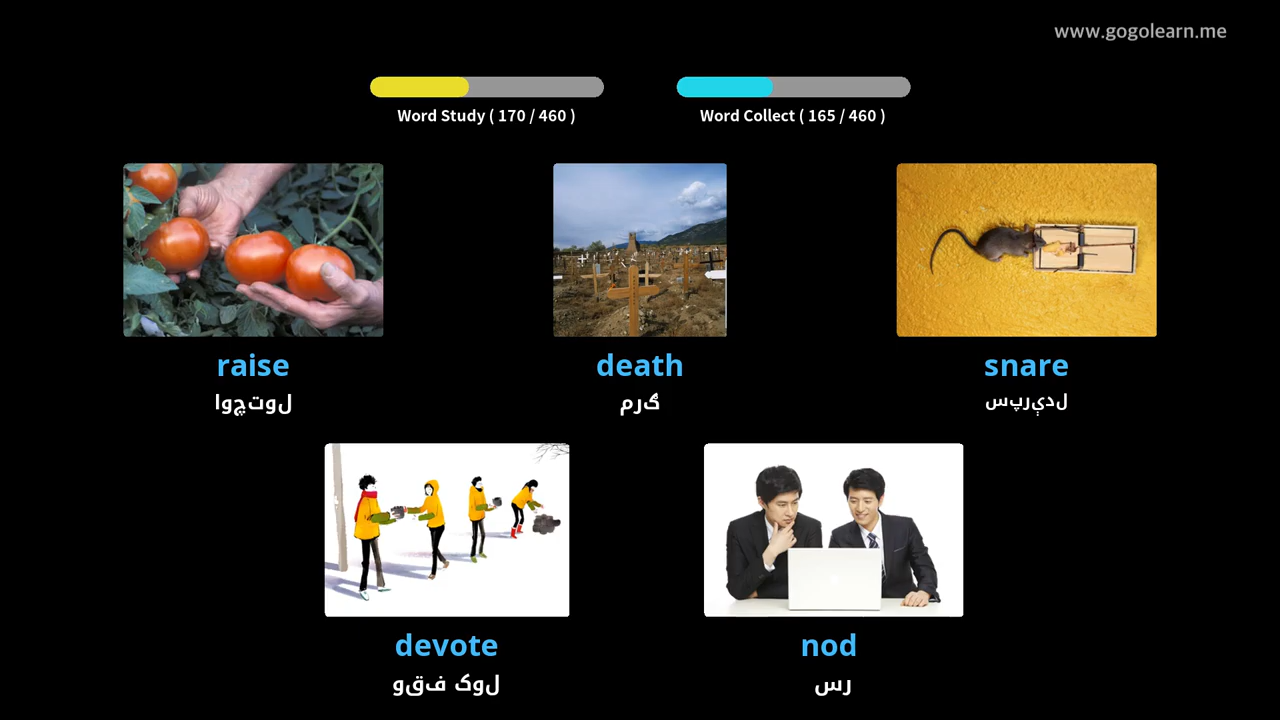 www.gogolearn.me
Word Study ( 170 / 460 )
Word Collect ( 165 / 460 )
raise
لوتچوا
death
ګرم
snare
لدېرپس
devote
لوک فقو
nod
رس